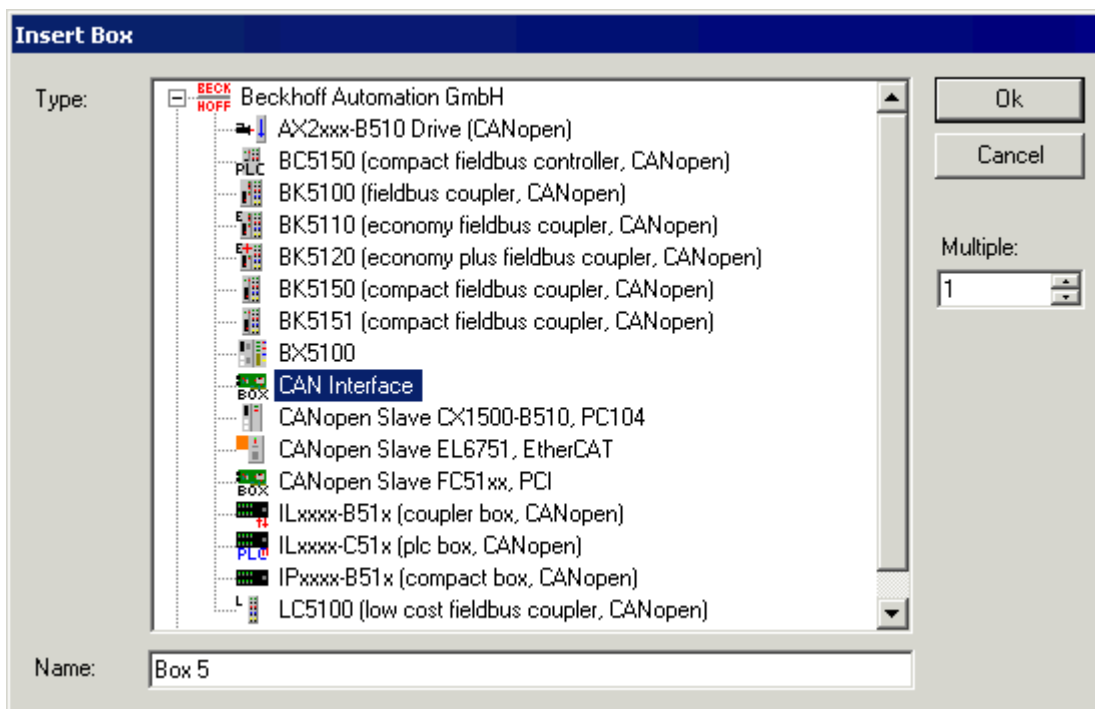 Insert Box
Type:
BECK
HOFF
Beckhoff Automation GmbH
Ok
AX2xxx-B510 Drive (CANopen)
PLC
BC5150 (compact fieldbus controller, CANopen)
Cancel
BK5100 (fieldbus coupler, CANopen)
E
BK5110 (economy fieldbus coupler, CANopen)
E+
BK5120 (economy plus fieldbus coupler, CANopen)
Multiple:
BK5150 (compact fieldbus coupler, CANopen)
1
BK5151 (compact fieldbus coupler, CANopen)
BX5100
BOX
CAN Interface
CANopen Slave CX1500-B510, PC104
CANopen Slave EL6751, EtherCAT
BOX
CANopen Slave FC51xx, PCI
ILxxxx-B51x (coupler box, CANopen)
PLC
ILxxxx-C51x (plc box, CANopen)
IPxxxx-B51x (compact box, CANopen)
L
LC5100 (low cost fieldbus coupler, CANopen)
Name:
Box 5